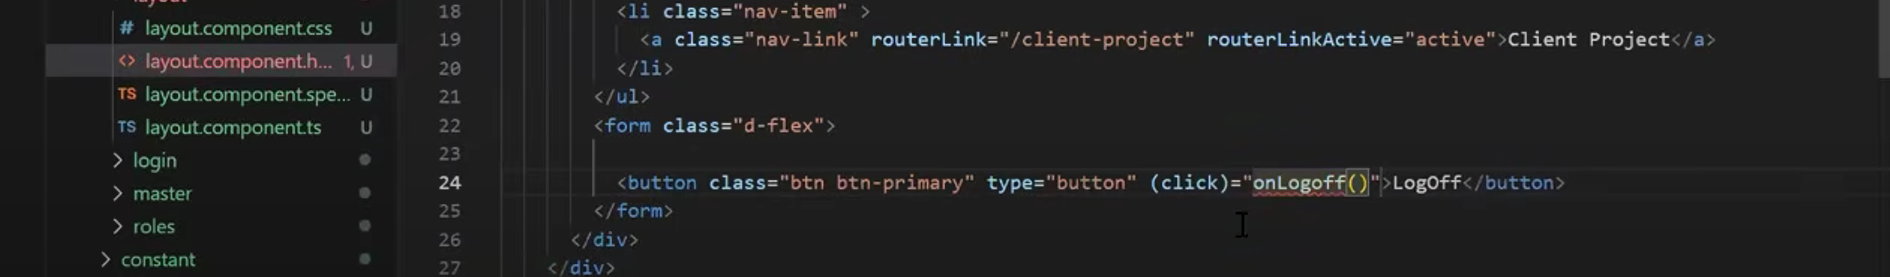 layout
layout.component.css U
layout.component.h... 1, U
layout.component.spe... U
layout.component.ts U
login
master
roles
constant
18 <li class="nav-item" >
19 <a class="nav-link" routerLink="/client-project" routerLinkActive="active">Client Project</a>
20 </li>
21 </ul>
22 <form class="d-flex">
23
24 <button class="btn btn-primary" type="button" (click)="onLogoff()">LogOff</button>
25 </form>
26 </div>
27 </div>